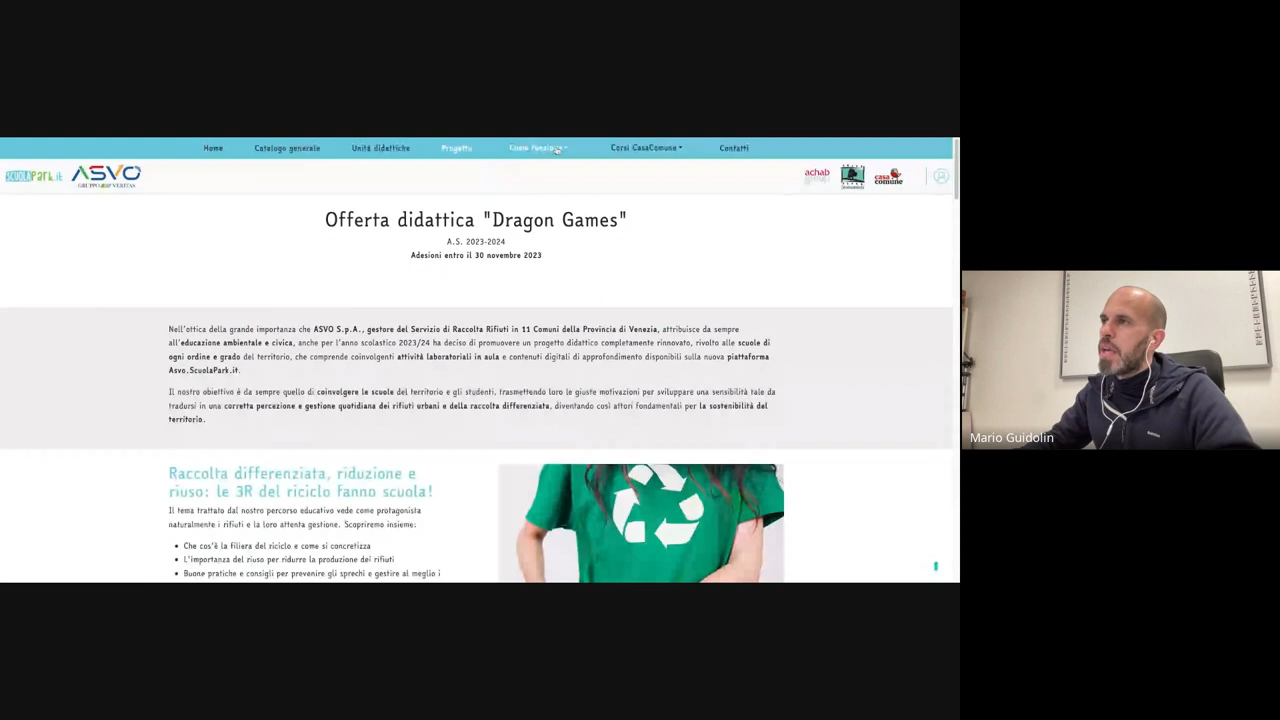 Home Catalogo generale Unità didattiche Progetto Come funziona Corsi CasaComune Contatti
SCUOLAPark.it ASVO GRUPPO VERITAS achab casa comune
Offerta didattica "Dragon Games"
A.S. 2023-2024
Adesioni entro il 30 novembre 2023
Nell'ottica della grande importanza che ASVO S.p.A., gestore del Servizio di Raccolta Rifiuti in 11 Comuni della Provincia di Venezia, attribuisce da sempre
all'educazione ambientale e civica, anche per l'anno scolastico 2023/24 ha deciso di promuovere un progetto didattico completamente rinnovato, rivolto alle scuole di
ogni ordine e grado del territorio, che comprende coinvolgenti attività laboratoriali in aula e contenuti digitali di approfondimento disponibili sulla nuova piattaforma
Asvo.ScuolaPark.it.
Il nostro obiettivo è da sempre quello di coinvolgere le scuole del territorio e gli studenti, trasmettendo loro le giuste motivazioni per sviluppare una sensibilità tale da
tradursi in una corretta percezione e gestione quotidiana dei rifiuti urbani e della raccolta differenziata, diventando così attori fondamentali per la sostenibilità del
territorio.
Raccolta differenziata, riduzione e
riuso: le 3R del riciclo fanno scuola!
Il tema trattato dal nostro percorso educativo vede come protagonista
naturalmente i rifiuti e la loro attenta gestione. Scopriremo insieme:
• Che cos'è la filiera del riciclo e come si concretizza
• L'importanza del riuso per ridurre la produzione dei rifiuti
• Buone pratiche e consigli per prevenire gli sprechi e gestire al meglio i
Mario Guidolin